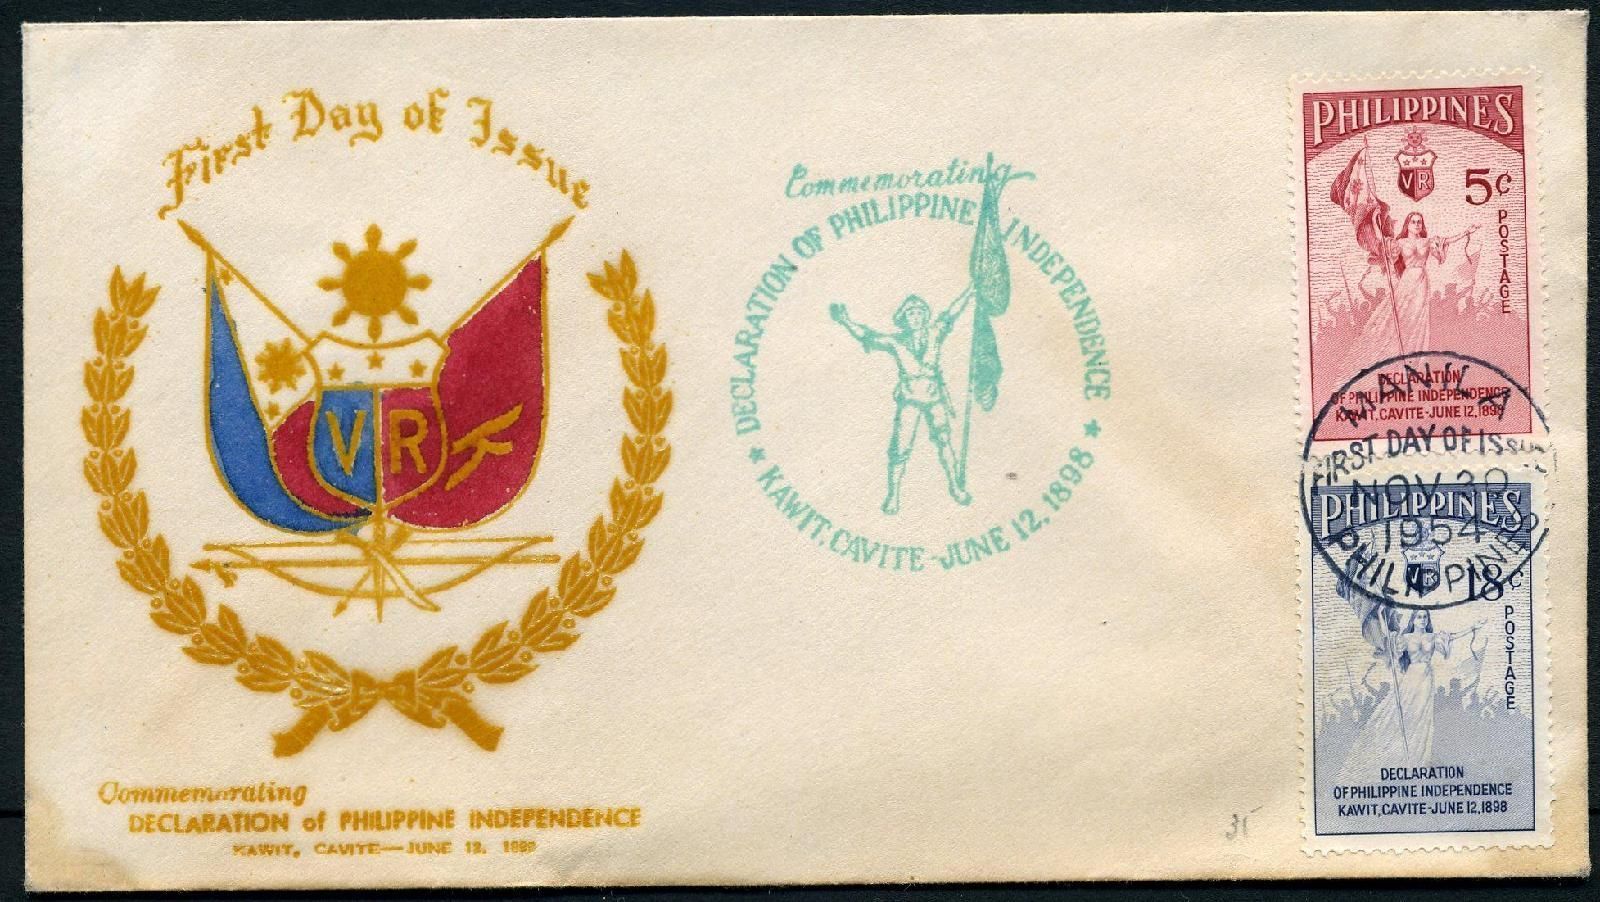 First Day of Issue
V R K
Commemorating
DECLARATION of PHILIPPINE INDEPENDENCE
KAWIT, CAVITE—JUNE 12, 1898
Commemorating
DECLARATION OF PHILIPPINE INDEPENDENCE
★ KAWIT, CAVITE-JUNE 12, 1898 ★
PHILIPPINES
VR
5¢
POSTAGE
DECLARATION
OF PHILIPPINE INDEPENDENCE
KAWIT, CAVITE-JUNE 12, 1898
MANILA
FIRST DAY OF ISSUE
NOV 30
1954
PHILIPPINES
PHILIPPINES
VR
18¢
POSTAGE
DECLARATION
OF PHILIPPINE INDEPENDENCE
KAWIT, CAVITE-JUNE 12, 1898